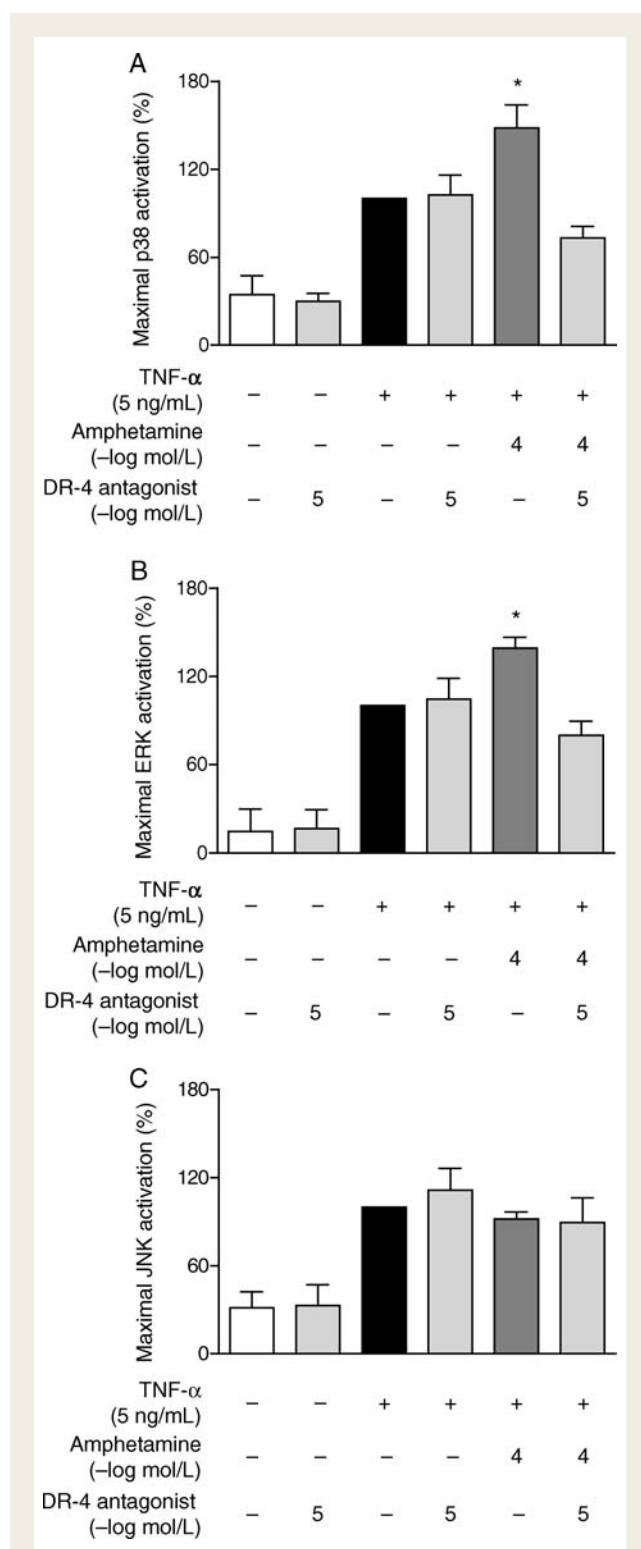 A
Maximal p38 activation (%)
180
120
60
0
*
TNF-α
(5 ng/mL)
– – + + + +
Amphetamine
(–log mol/L)
– – – – 4 4
DR-4 antagonist
(–log mol/L)
– 5 – 5 – 5
B
Maximal ERK activation (%)
180
120
60
0
*
TNF-α
(5 ng/mL)
– – + + + +
Amphetamine
(–log mol/L)
– – – – 4 4
DR-4 antagonist
(–log mol/L)
– 5 – 5 – 5
C
Maximal JNK activation (%)
180
120
60
0
TNF-α
(5 ng/mL)
– – + + + +
Amphetamine
(–log mol/L)
– – – – 4 4
DR-4 antagonist
(–log mol/L)
– 5 – 5 – 5